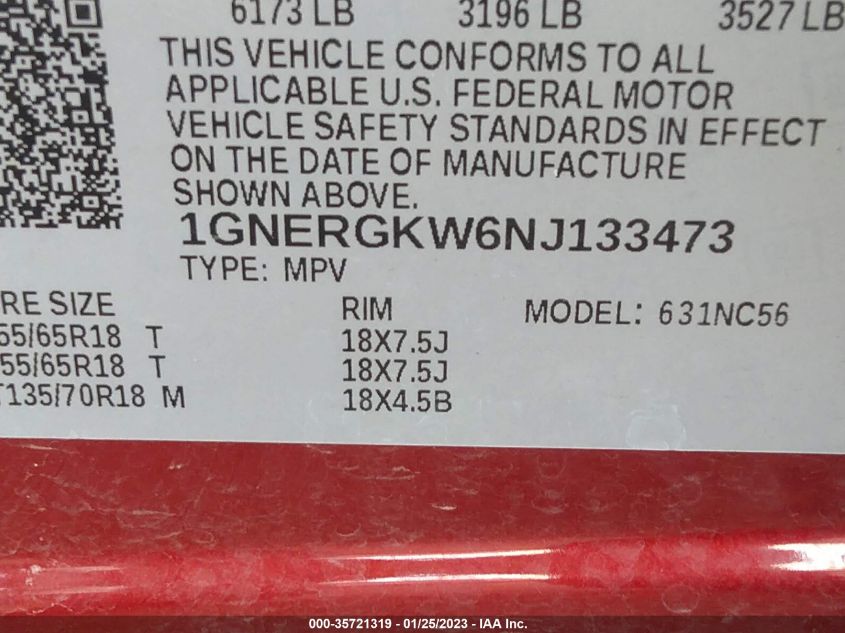 6173 LB 3196 LB 3527 LB
THIS VEHICLE CONFORMS TO ALL
APPLICABLE U.S. FEDERAL MOTOR
VEHICLE SAFETY STANDARDS IN EFFECT
ON THE DATE OF MANUFACTURE
SHOWN ABOVE.
1GNERGKW6NJ133473
TYPE: MPV
RE SIZE RIM MODEL: 631NC56
55/65R18 T 18X7.5J
55/65R18 T 18X7.5J
T135/70R18 M 18X4.5B
000-35721319 - 01/25/2023 - IAA Inc.